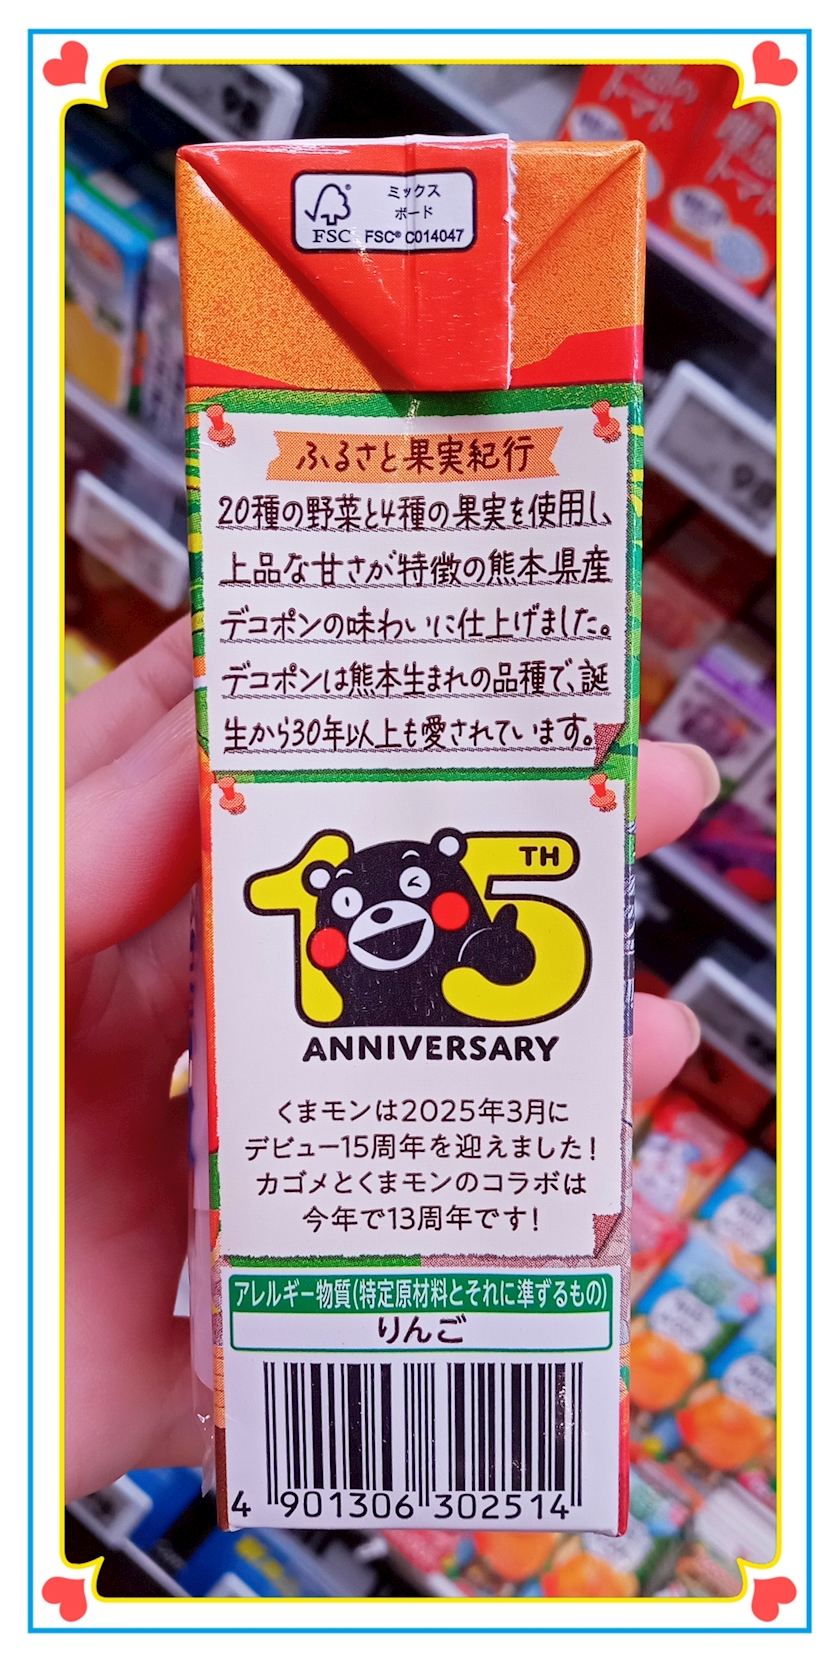 ミックス
ボード
FSC
FSC® C014047
ふるさと果実紀行
20種の野菜と4種の果実を使用し、
上品な甘さが特徴の熊本県産
デコポンの味わいに仕上げました。
デコポンは熊本生まれの品種で、誕
生から30年以上も愛されています。
15TH
ANNIVERSARY
くまモンは2025年3月に
デビュー15周年を迎えました!
カゴメとくまモンのコラボは
今年で13周年です!
アレルギー物質(特定原材料とそれに準ずるもの)
りんご
4 901306 302514